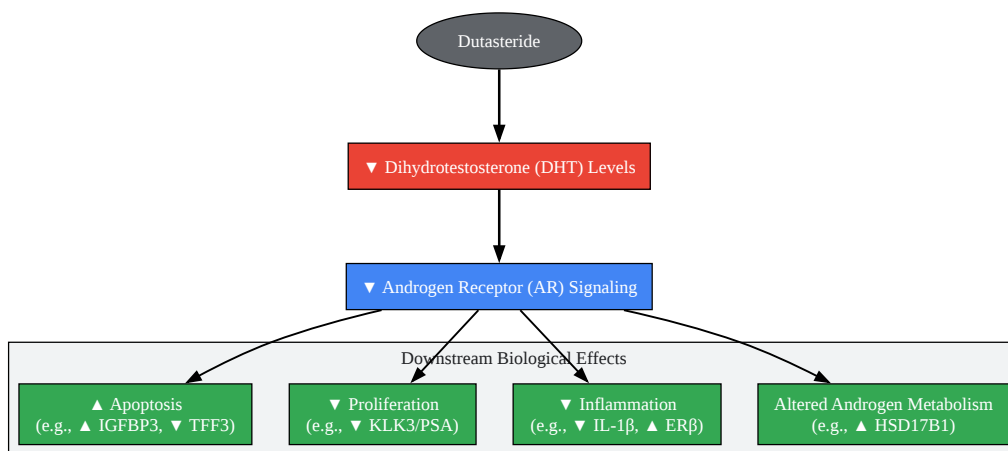 Dutasteride
▼ Dihydrotestosterone (DHT) Levels
▼ Androgen Receptor (AR) Signaling
Downstream Biological Effects
▲ Apoptosis
(e.g., ▲ IGFBP3, ▼ TFF3)
▼ Proliferation
(e.g., ▼ KLK3/PSA)
▼ Inflammation
(e.g., ▼ IL-1β, ▲ ERβ)
Altered Androgen Metabolism
(e.g., ▲ HSD17B1)